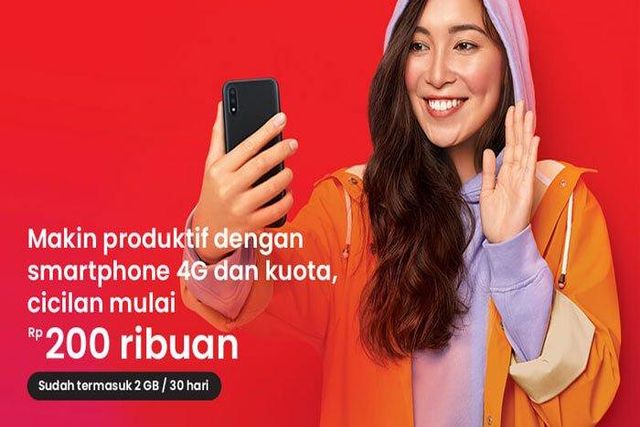 Makin produktif dengan
smartphone 4G dan kuota,
cicilan mulai
Rp 200 ribuan
Sudah termasuk 2 GB / 30 hari